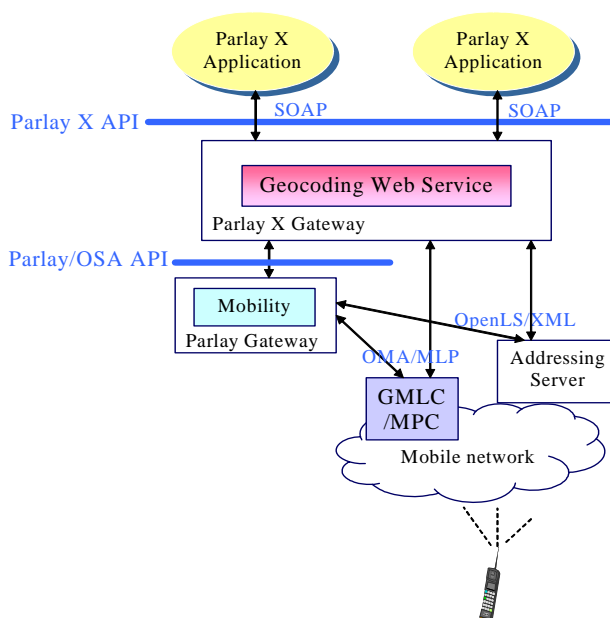 Parlay X
Application
Parlay X
Application
SOAP
SOAP
Parlay X API
Geocoding Web Service
Parlay X Gateway
Parlay/OSA API
Mobility
Parlay Gateway
OpenLS/XML
OMA/MLP
Addressing
Server
GMLC
/MPC
Mobile network